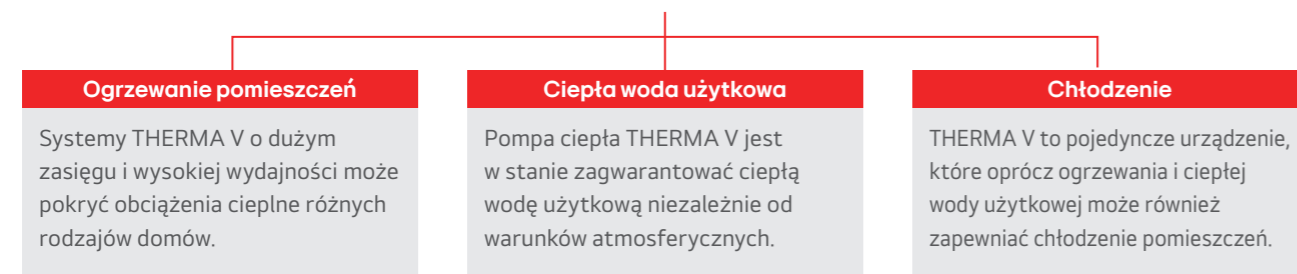 Ogrzewanie pomieszczeń
Systemy THERMA V o dużym
zasięgu i wysokiej wydajności może
pokryć obciążenia cieplne różnych
rodzajów domów.
Ciepła woda użytkowa
Pompa ciepła THERMA V jest
w stanie zagwarantować ciepłą
wodę użytkową niezależnie od
warunków atmosferycznych.
Chłodzenie
THERMA V to pojedyncze urządzenie,
które oprócz ogrzewania i ciepłej
wody użytkowej może również
zapewniać chłodzenie pomieszczeń.